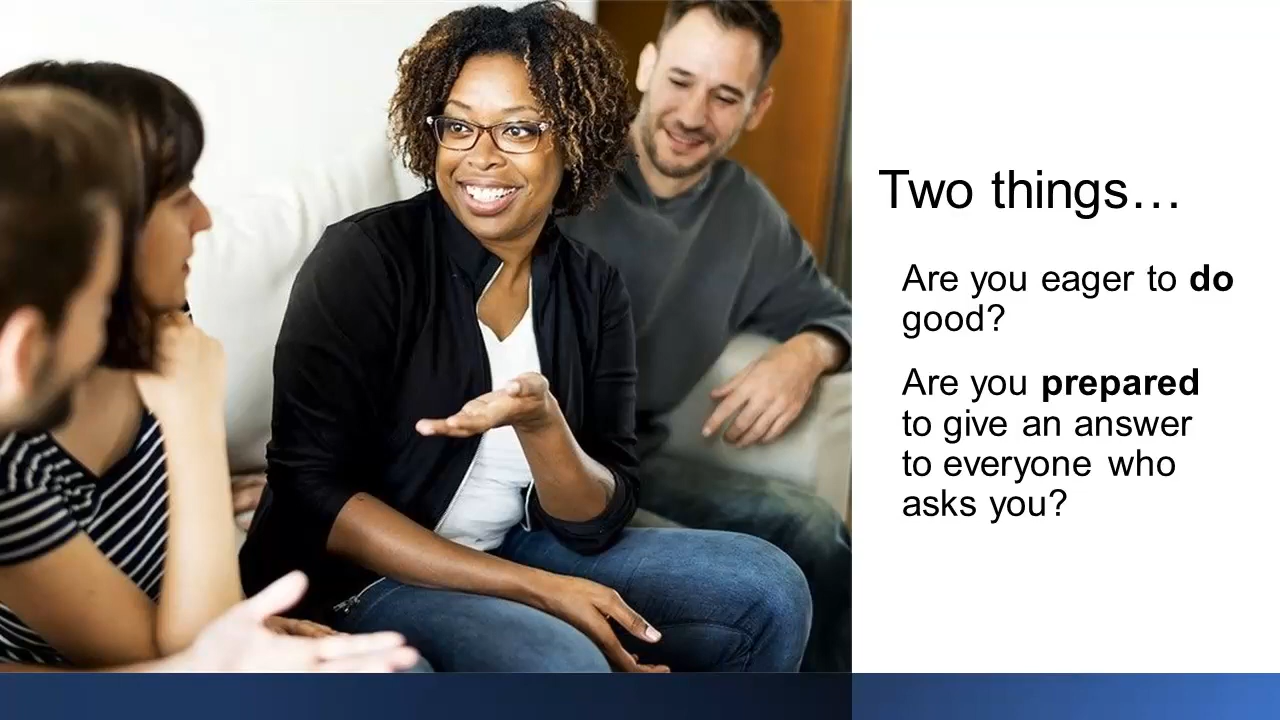 Two things…
Are you eager to do
good?
Are you prepared
to give an answer
to everyone who
asks you?